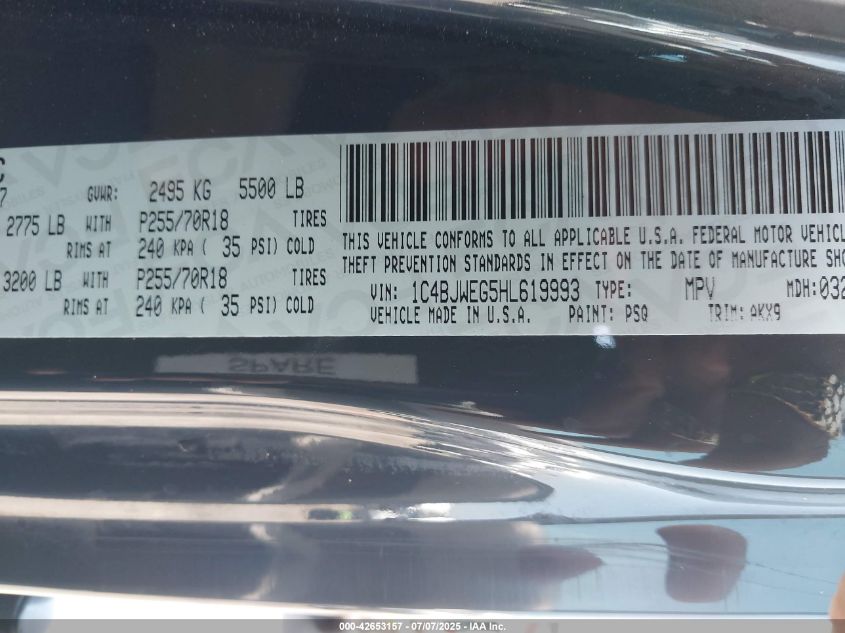 C
7 GVWR: 2495 KG 5500 LB
2775 LB WITH P255/70R18 TIRES
RIMS AT 240 KPA ( 35 PSI) COLD
3200 LB WITH P255/70R18 TIRES
RIMS AT 240 KPA ( 35 PSI) COLD
THIS VEHICLE CONFORMS TO ALL APPLICABLE U.S.A. FEDERAL MOTOR VEHICL
THEFT PREVENTION STANDARDS IN EFFECT ON THE DATE OF MANUFACTURE SHO
VIN: 1C4BJWEG5HL619993 TYPE: MPV MDH:032
VEHICLE MADE IN U.S.A. PAINT: PSQ TRIM: AKX9
SPARE
000-42653157 - 07/07/2025 - IAA Inc.